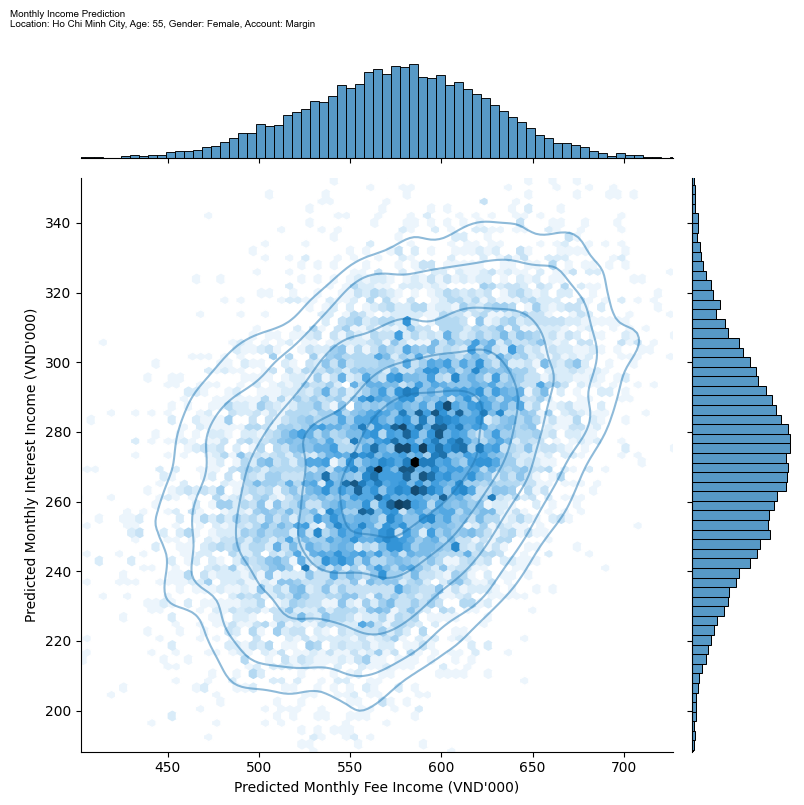 Monthly Income Prediction
Location: Ho Chi Minh City, Age: 55, Gender: Female, Account: Margin
340
320
300
280
260
240
220
200
Predicted Monthly Interest Income (VND'000)
450 500 550 600 650 700
Predicted Monthly Fee Income (VND'000)